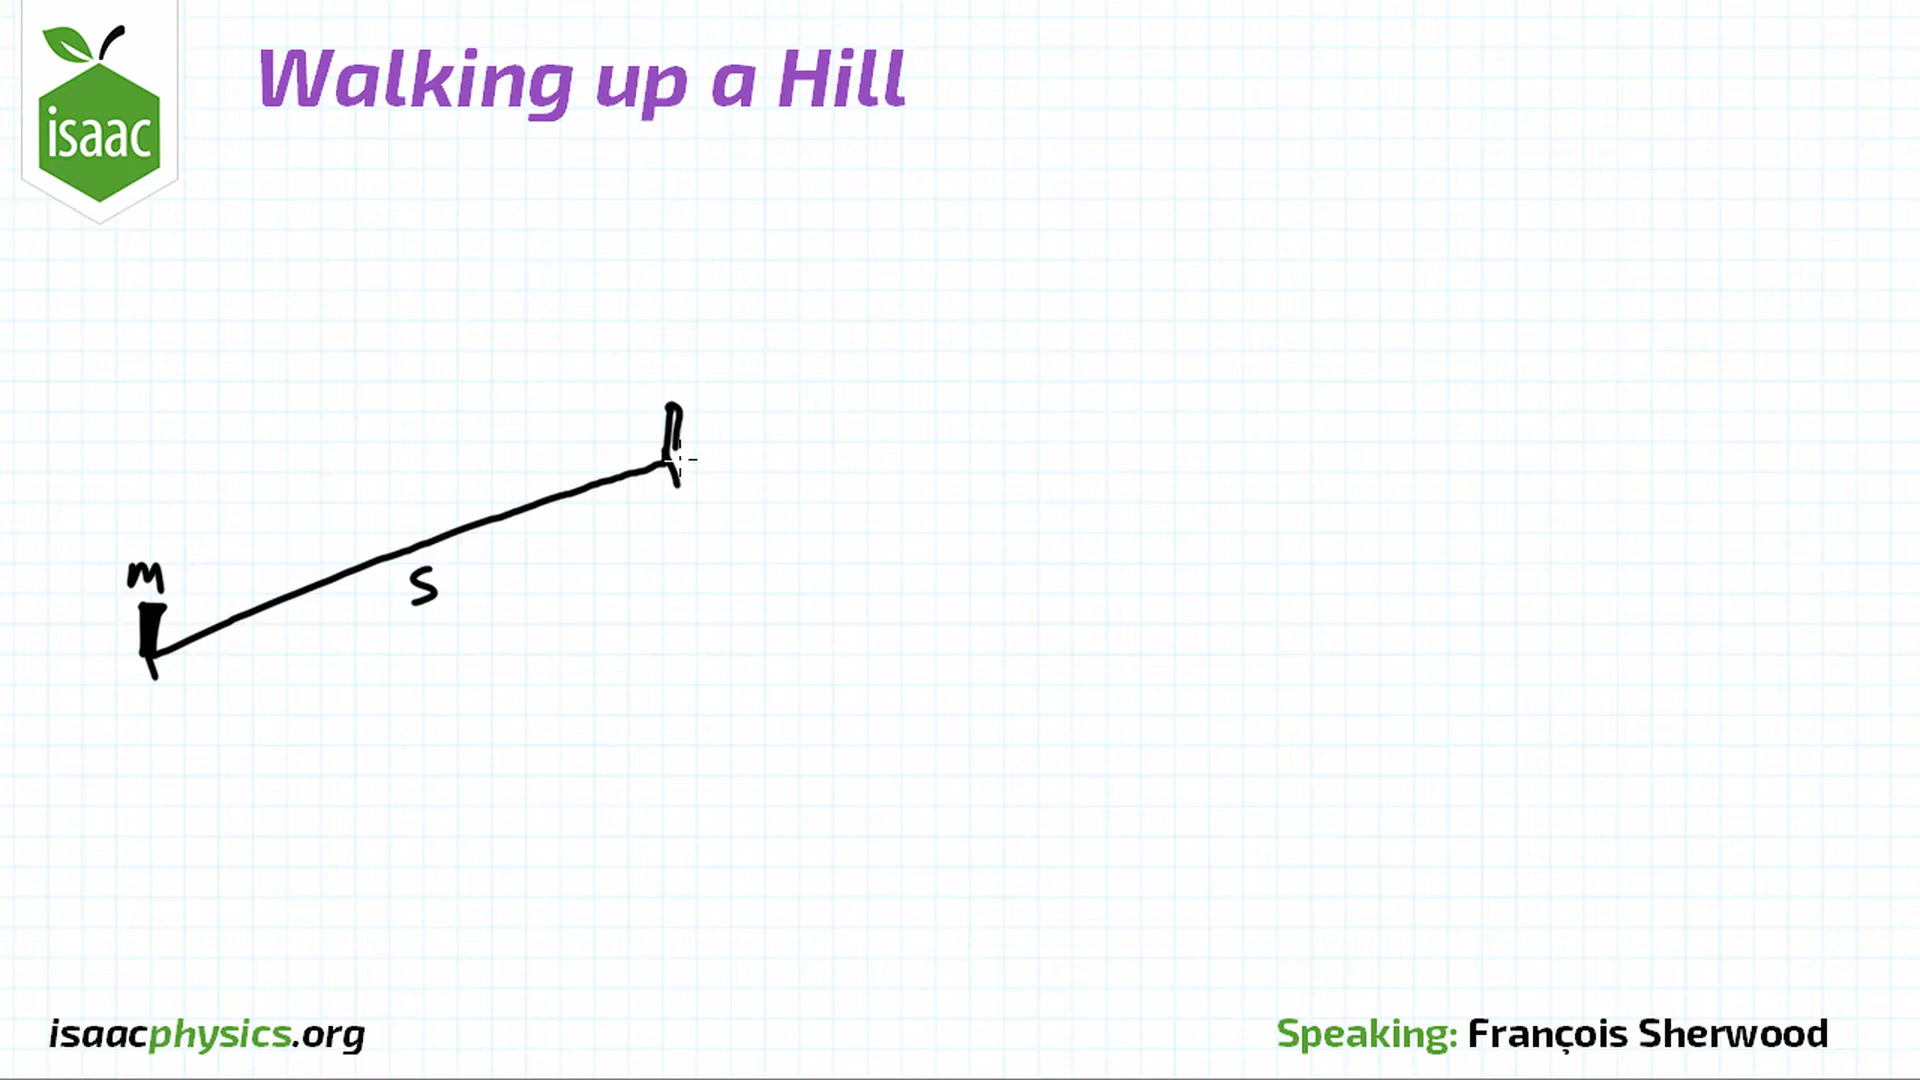 isaac
Walking up a Hill
m
s
isaacphysics.org
Speaking: François Sherwood